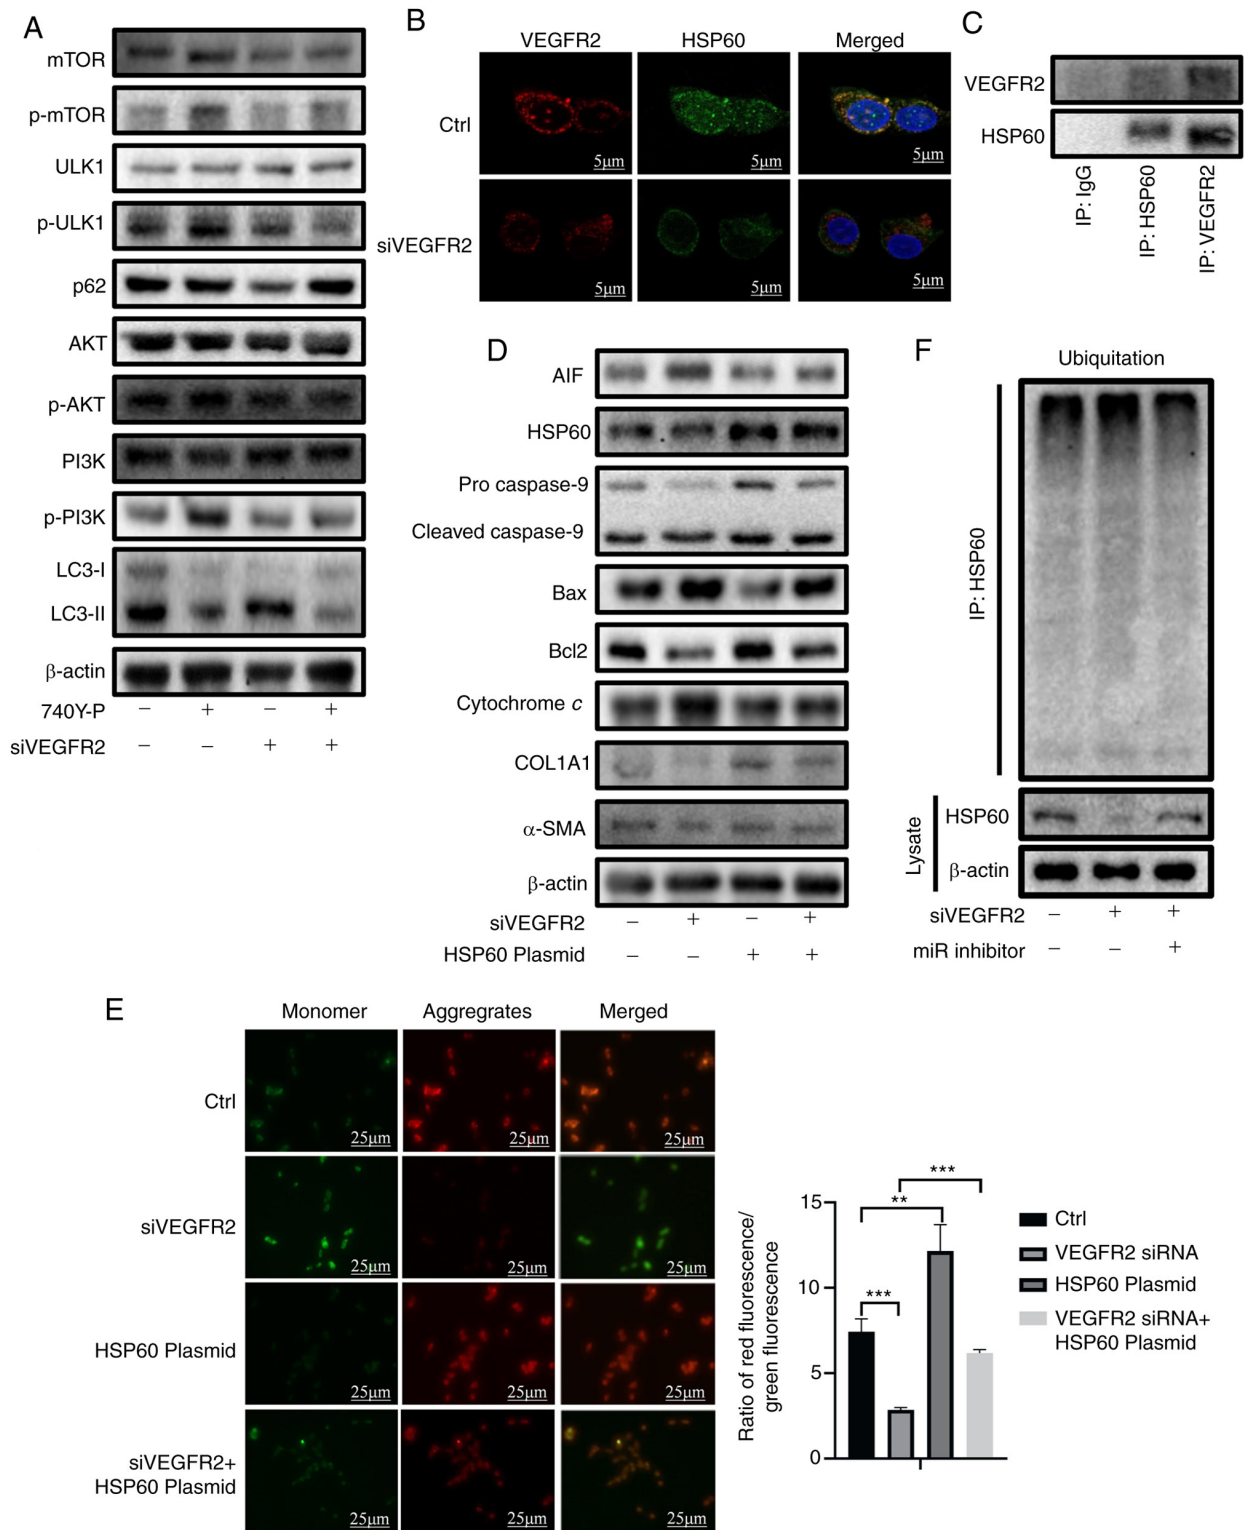 A
mTOR
p-mTOR
ULK1
p-ULK1
p62
AKT
p-AKT
PI3K
p-PI3K
LC3-I
LC3-II
β-actin
740Y-P − + − +
siVEGFR2 − − + +
B
VEGFR2 HSP60 Merged
Ctrl
5μm 5μm 5μm
siVEGFR2
5μm 5μm 5μm
C
VEGFR2
HSP60
IP: IgG
IP: HSP60
IP: VEGFR2
D
AIF
HSP60
Pro caspase-9
Cleaved caspase-9
Bax
Bcl2
Cytochrome c
COL1A1
α-SMA
β-actin
siVEGFR2 − + − +
HSP60 Plasmid − − + +
F
Ubiquitation
IP: HSP60
Lysate
HSP60
β-actin
siVEGFR2 − + +
miR inhibitor − − +
E
Monomer Aggregrates Merged
Ctrl
25μm 25μm 25μm
siVEGFR2
25μm 25μm 25μm
HSP60 Plasmid
25μm 25μm 25μm
siVEGFR2+
HSP60 Plasmid
25μm 25μm 25μm
Ratio of red fluorescence/
green fluorescence
15
10
5
0
***
**
***
Ctrl
VEGFR2 siRNA
HSP60 Plasmid
VEGFR2 siRNA+
HSP60 Plasmid